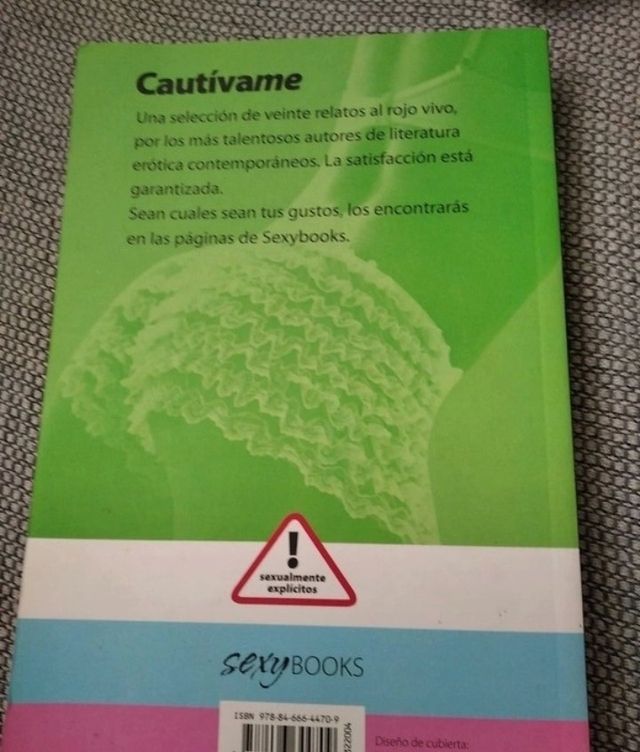 Cautívame
Una selección de veinte relatos al rojo vivo,
por los más talentosos autores de literatura
erótica contemporáneos. La satisfacción está
garantizada.
Sean cuales sean tus gustos, los encontrarás
en las páginas de Sexybooks.
!
sexualmente
explícitos
sexyBOOKS
ISBN 978-84-666-4470-9
Diseño de cubierta: